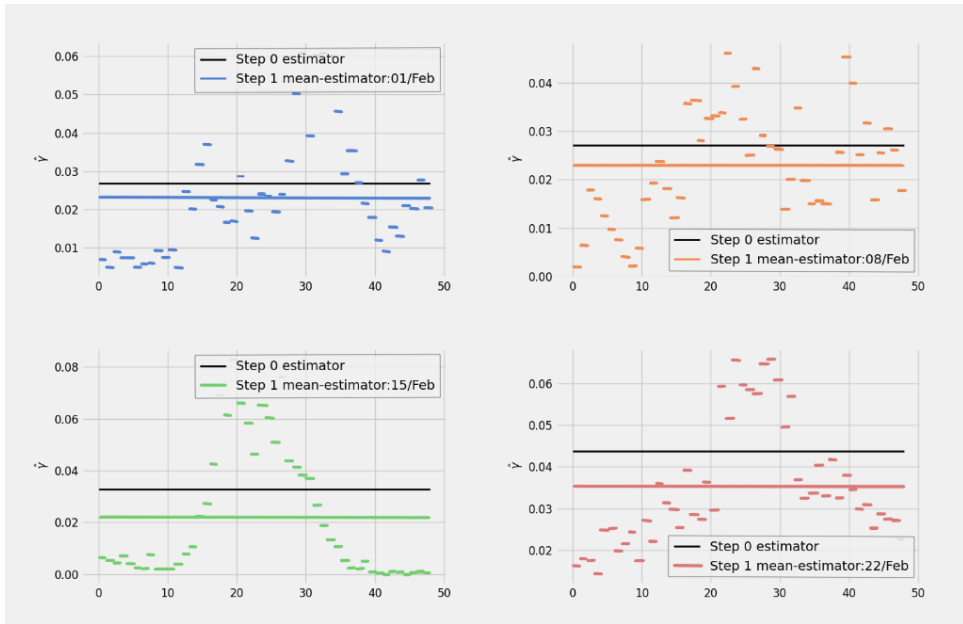 0.06
0.05
0.04
0.03
0.02
0.01
γ̂
Step 0 estimator
Step 1 mean-estimator:01/Feb
0 10 20 30 40 50
0.04
0.03
0.02
0.01
0.00
γ̂
Step 0 estimator
Step 1 mean-estimator:08/Feb
0 10 20 30 40 50
0.08
0.06
0.04
0.02
0.00
γ̂
Step 0 estimator
Step 1 mean-estimator:15/Feb
0 10 20 30 40 50
0.06
0.05
0.04
0.03
0.02
γ̂
Step 0 estimator
Step 1 mean-estimator:22/Feb
0 10 20 30 40 50